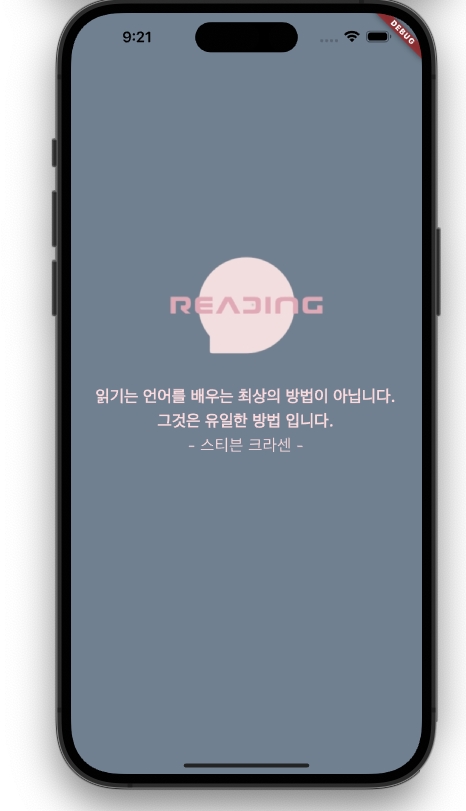 9:21
DEBUG
READING
읽기는 언어를 배우는 최상의 방법이 아닙니다.
그것은 유일한 방법 입니다.
- 스티븐 크라센 -